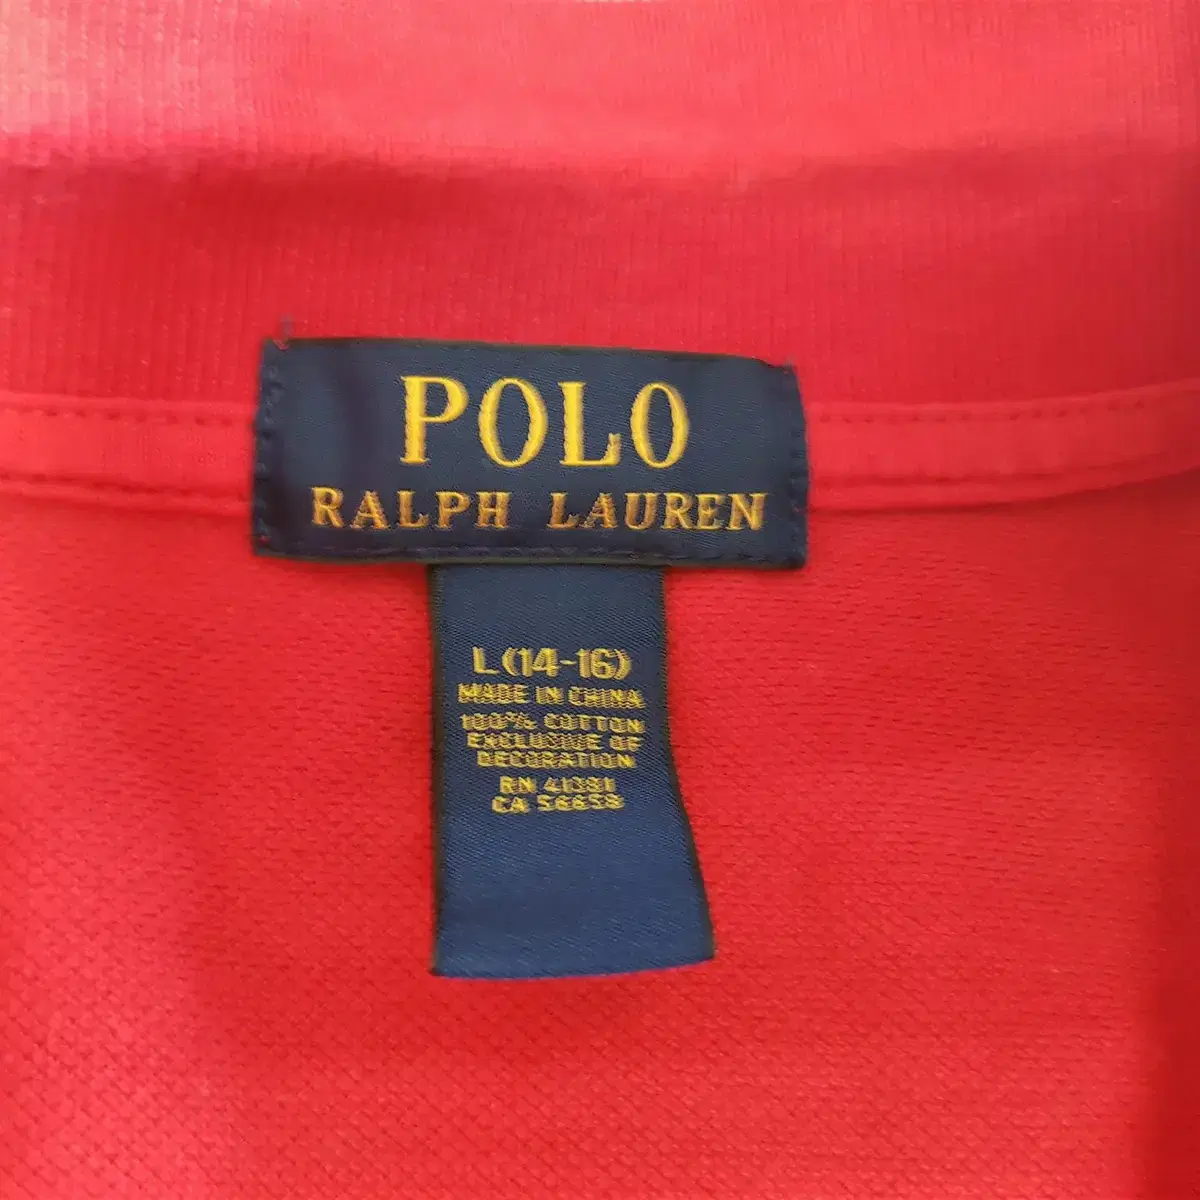 POLO
RALPH LAUREN
L (14-16)
MADE IN CHINA
100% COTTON
EXCLUSIVE OF
DECORATION
RN 41381
CA 56658